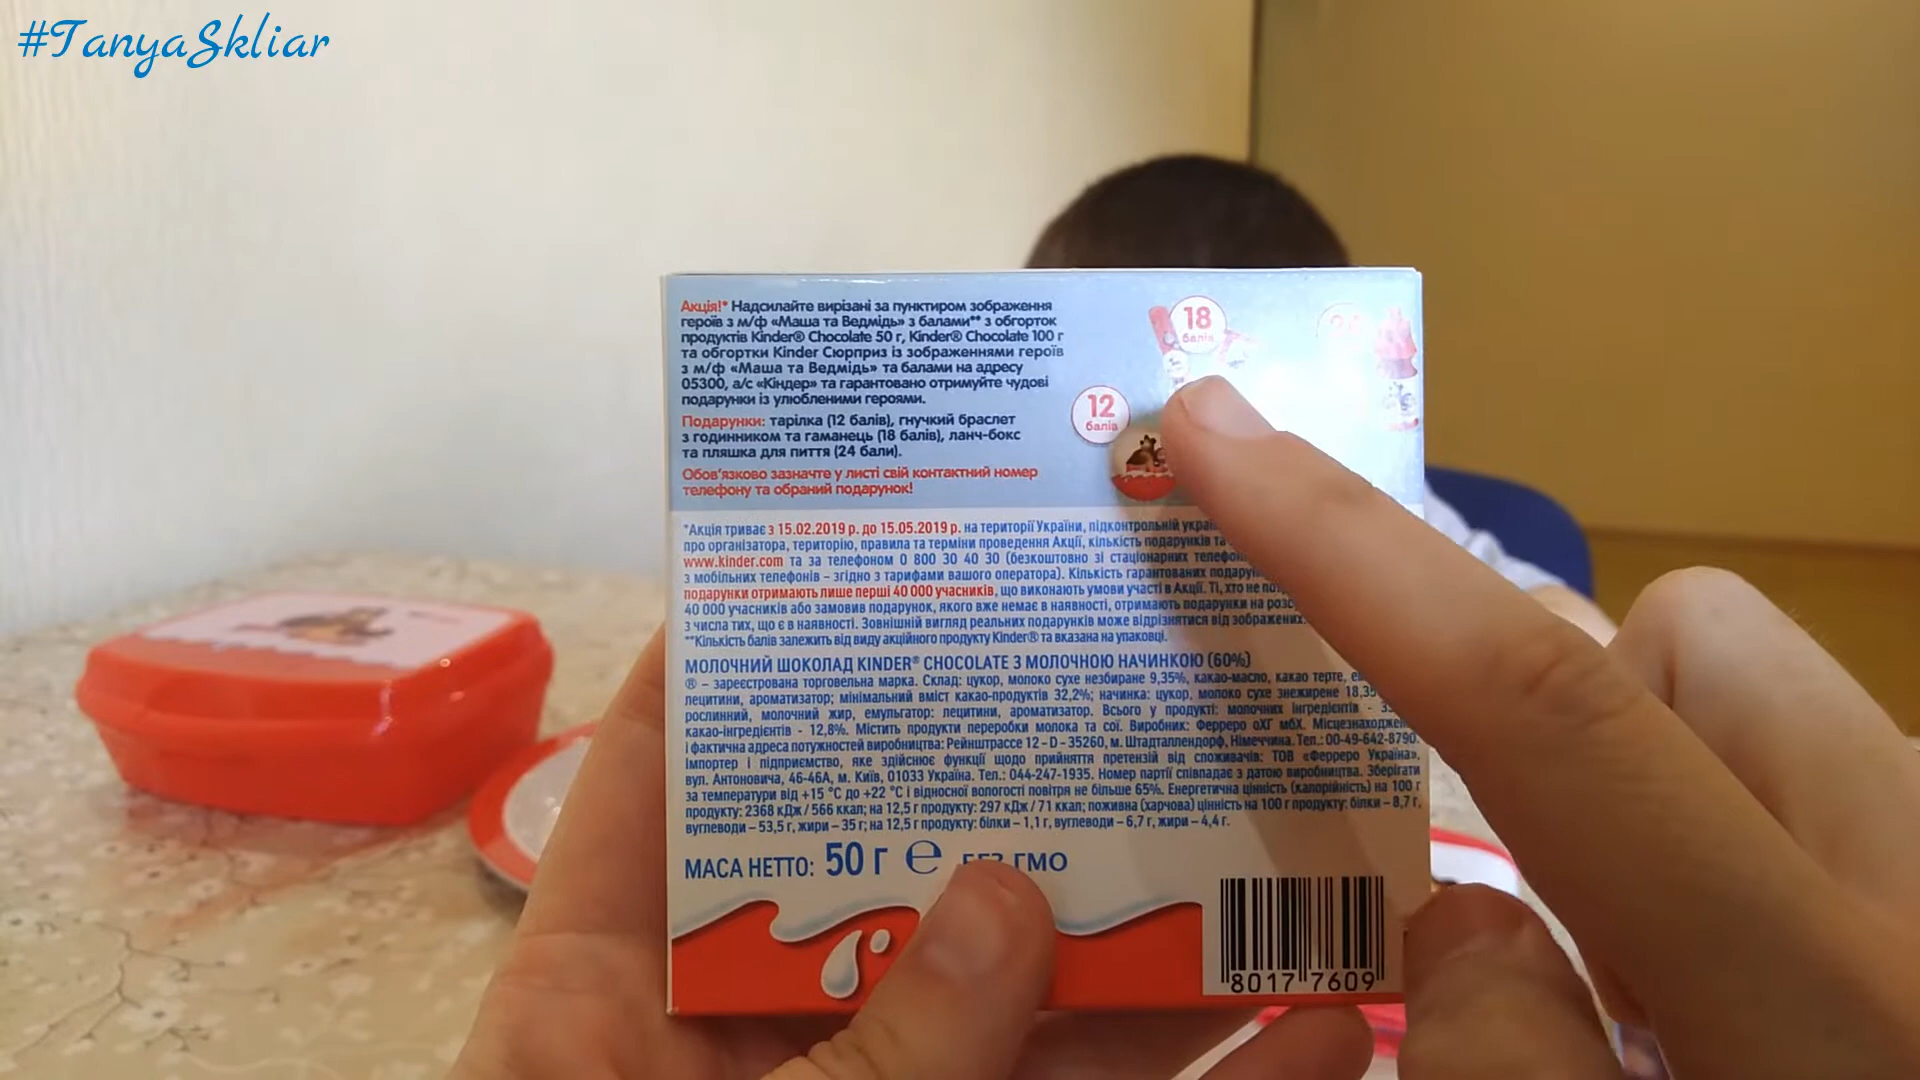 #TanyaSkliar
Акція!* Надсилайте вирізані за пунктиром зображення
героїв з м/ф «Маша та Ведмідь» з балами** з обгорток
продуктів Kinder® Chocolate 50 г, Kinder® Chocolate 100 г
та обгортки Kinder Сюрприз із зображеннями героїв
з м/ф «Маша та Ведмідь» та балами на адресу
05300, а/с «Кіндер» та гарантовано отримуйте чудові
подарунки із улюбленими героями.
Подарунки: тарілка (12 балів), гнучкий браслет
з годинником та гаманець (18 балів), ланч-бокс
та пляшка для пиття (24 бали).
Обов'язково зазначте у листі свій контактний номер
телефону та обраний подарунок!
18
балів
12
балів
*Акція триває з 15.02.2019 р. до 15.05.2019 р. на території України, підконтрольній
про організатора, територію, правила та терміни проведення Акції, кількість подарунків та
www.kinder.com та за телефоном 0 800 30 40 30 (безкоштовно зі стаціонарних
з мобільних телефонів – згідно з тарифами вашого оператора). Кількість гарантованих
подарунки отримають лише перші 40 000 учасників, що виконають умови участі в Акції. Ті, хто не
40 000 учасників або замовив подарунок, якого вже немає в наявності, отримають подарунки на
з числа тих, що є в наявності. Зовнішній вигляд реальних подарунків може відрізнятися від зображених.
**Кількість балів залежить від виду акційного продукту Kinder® та вказана на упаковці.
МОЛОЧНИЙ ШОКОЛАД KINDER® CHOCOLATE З МОЛОЧНОЮ НАЧИНКОЮ (60%)
® – зареєстрована торговельна марка. Склад: цукор, молоко сухе незбиране 9,35%, какао-масло, какао терте,
лецитини, ароматизатор; мінімальний вміст какао-продуктів 32,2%; начинка: цукор, молоко сухе знежирене
рослинний, молочний жир, емульгатор: лецитини, ароматизатор. Всього у продукті: молочних інгредієнтів -
какао-інгредієнтів - 12,8%. Містить продукти переробки молока та сої. Виробник: Ферреро оХГ мбХ.
і фактична адреса потужностей виробництва: Рейнштрассе 12 - D - 35260, м. Штадталлендорф, Німеччина. Тел.: 00-49-642-8790.
Імпортер і підприємство, яке здійснює функції щодо прийняття претензій від споживачів: ТОВ «Ферреро Україна»,
вул. Антоновича, 46-46А, м. Київ, 01033 Україна. Тел.: 044-247-1935. Номер партії співпадає з датою виробництва. Зберігати
за температури від +15 °C до +22 °C і відносної вологості повітря не більше 65%. Енергетична цінність (калорійність) на 100 г
продукту: 2368 кДж / 566 ккал; на 12,5 г продукту: 297 кДж / 71 ккал; поживна (харчова) цінність на 100 г продукту: білки – 8,7 г,
вуглеводи – 53,5 г, жири – 35 г; на 12,5 г продукту: білки – 1,1 г, вуглеводи – 6,7 г, жири – 4,4 г.
МАСА НЕТТО: 50 г ℮ БЕЗ ГМО
8017 7609